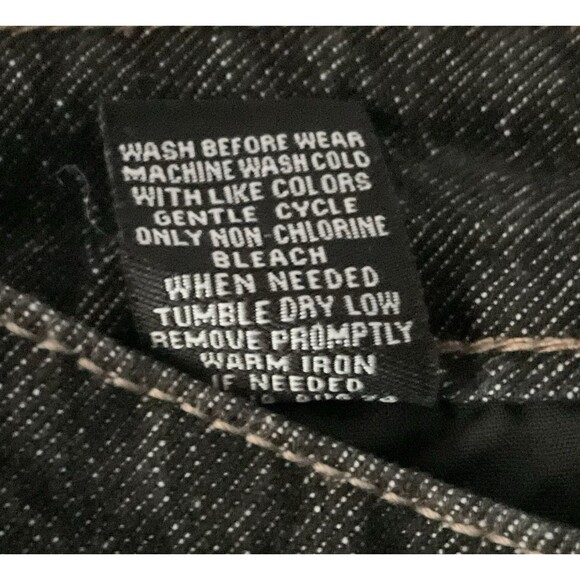 WASH BEFORE WEAR
MACHINE WASH COLD
WITH LIKE COLORS
GENTLE CYCLE
ONLY NON-CHLORINE
BLEACH
WHEN NEEDED
TUMBLE DRY LOW
REMOVE PROMPTLY
WARM IRON
IF NEEDED